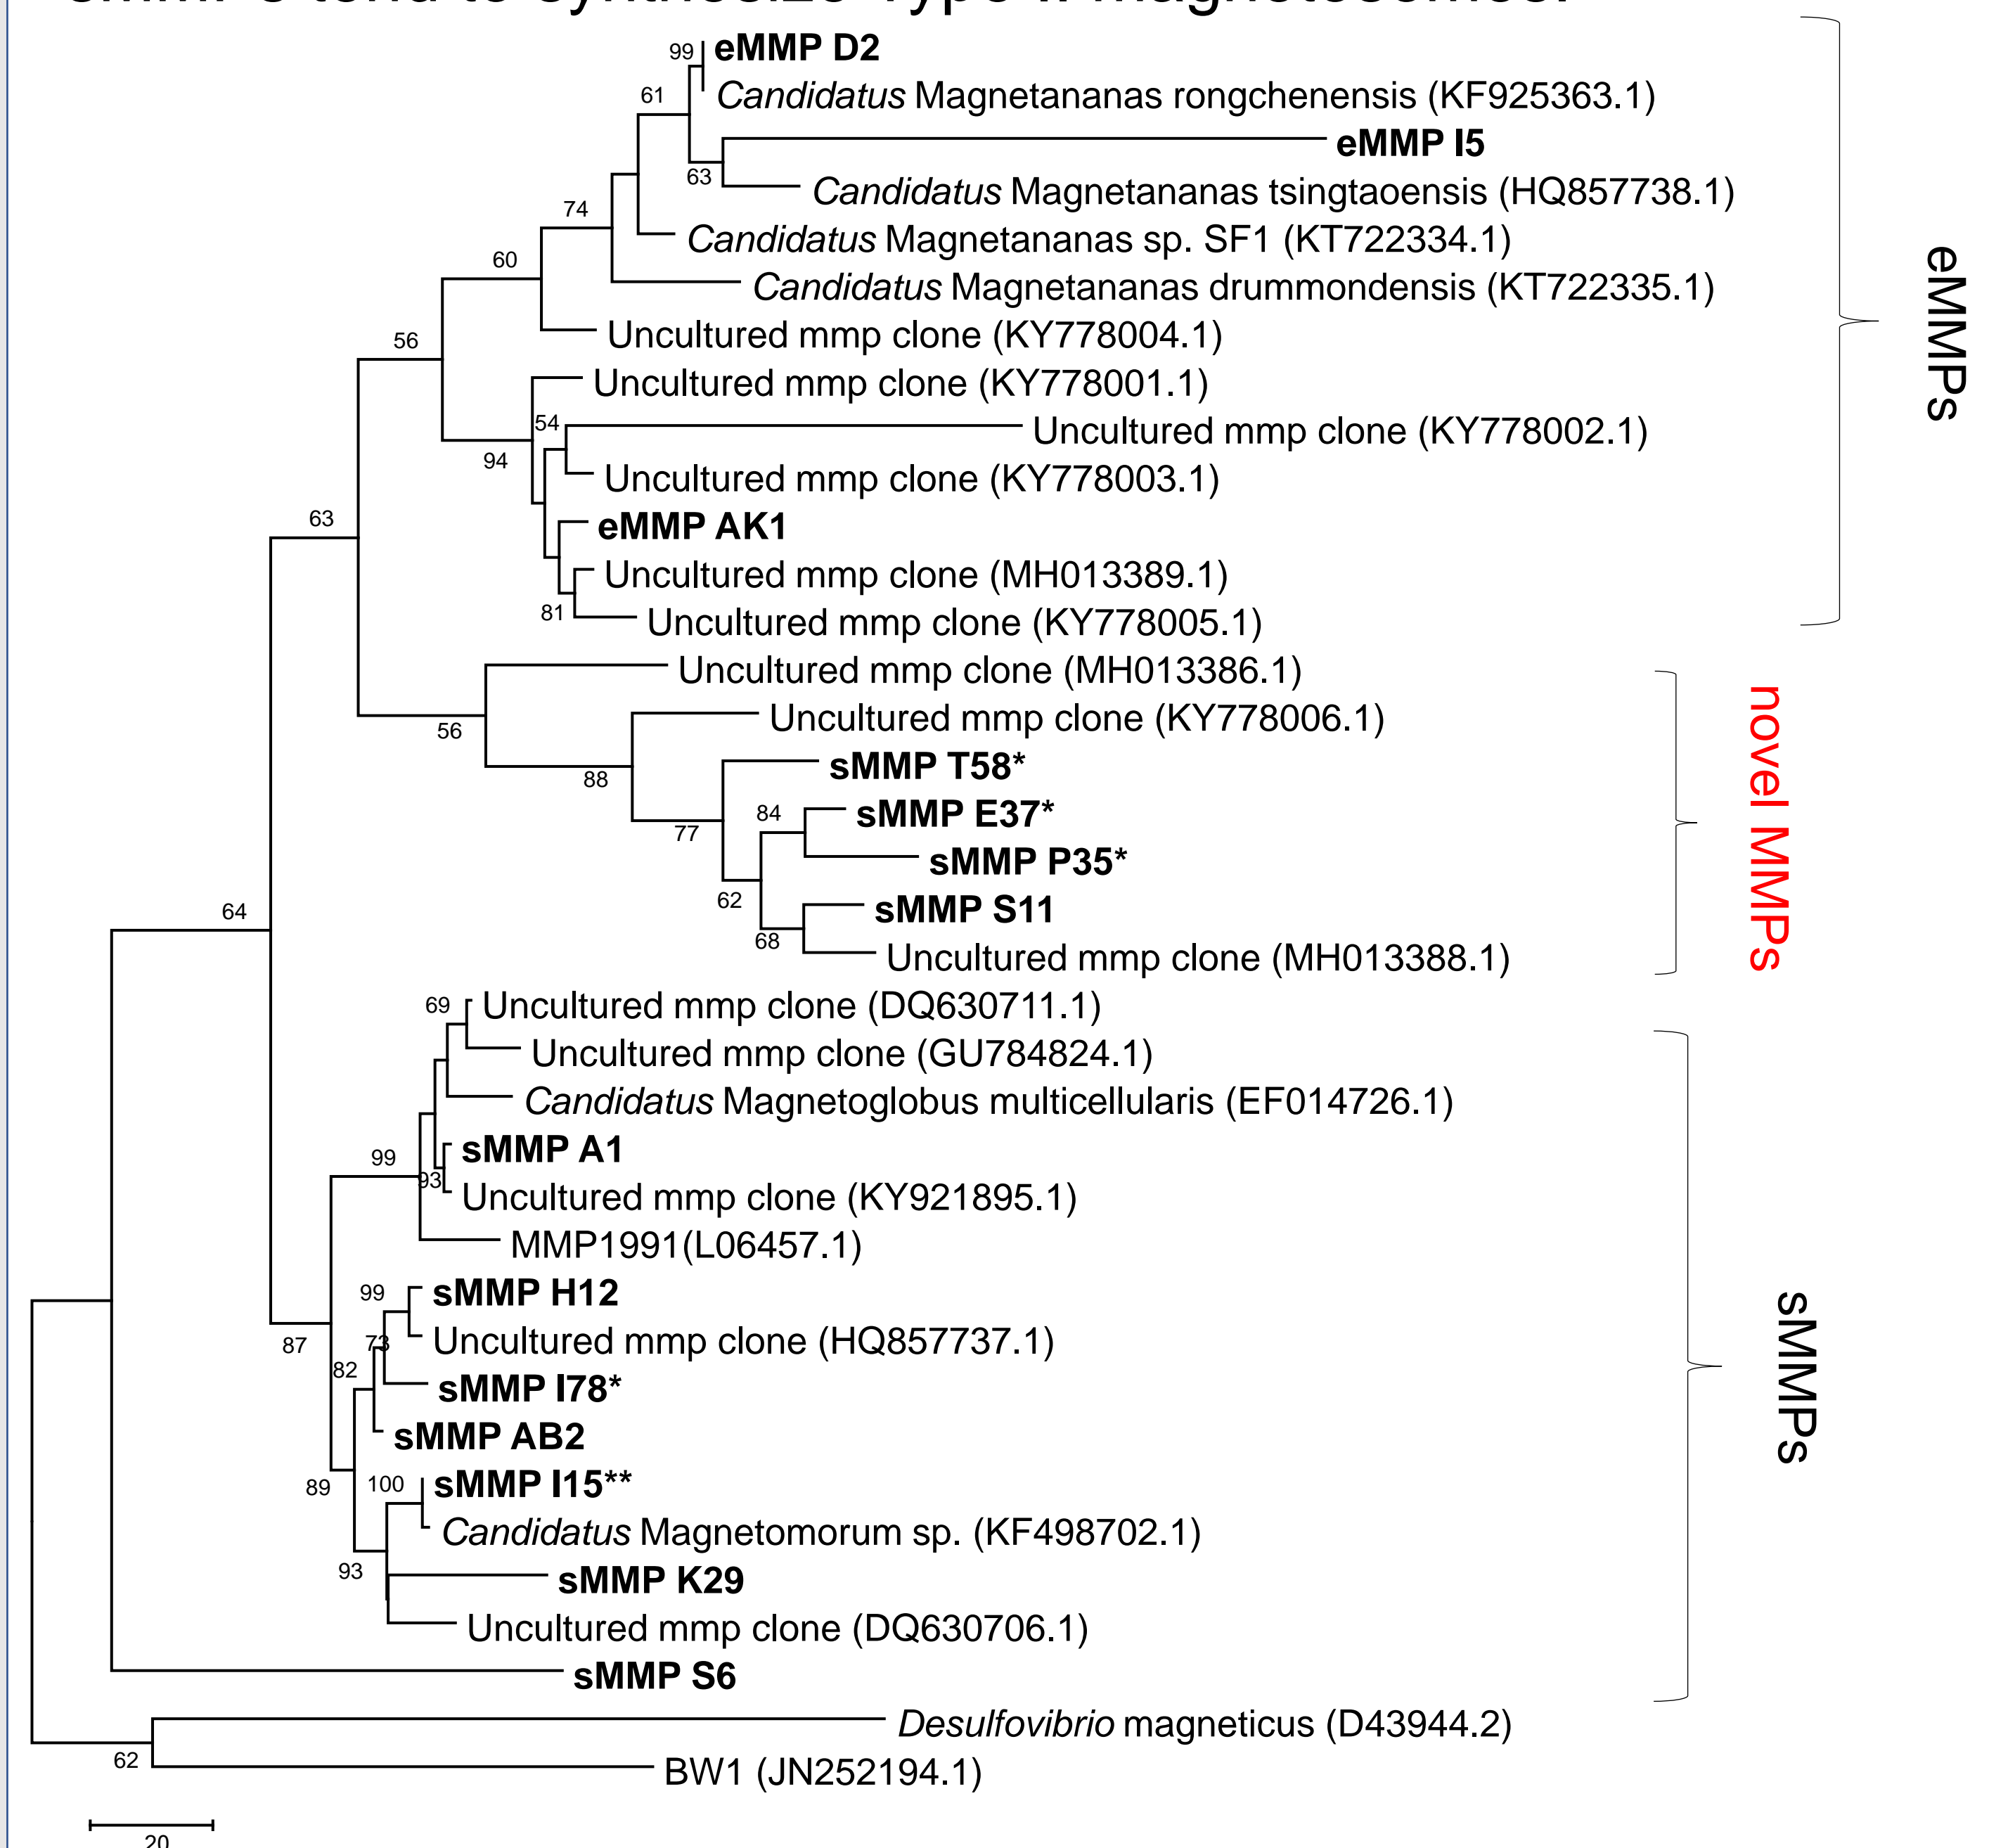 99 eMMP D2
61 Candidatus Magnetananas rongchenensis (KF925363.1)
eMMP I5
63
Candidatus Magnetananas tsingtaoensis (HQ857738.1)
74
Candidatus Magnetananas sp. SF1 (KT722334.1)
60
Candidatus Magnetananas drummondensis (KT722335.1)
56
Uncultured mmp clone (KY778004.1)
Uncultured mmp clone (KY778001.1)
54
Uncultured mmp clone (KY778002.1)
94
Uncultured mmp clone (KY778003.1)
63
eMMP AK1
Uncultured mmp clone (MH013389.1)
81
Uncultured mmp clone (KY778005.1)
eMMPs
Uncultured mmp clone (MH013386.1)
56
Uncultured mmp clone (KY778006.1)
88
sMMP T58*
84
sMMP E37*
77
sMMP P35*
62
sMMP S11
68
Uncultured mmp clone (MH013388.1)
novel MMPs
64
69 Uncultured mmp clone (DQ630711.1)
Uncultured mmp clone (GU784824.1)
Candidatus Magnetoglobus multicellularis (EF014726.1)
99
sMMP A1
93
Uncultured mmp clone (KY921895.1)
MMP1991(L06457.1)
99 sMMP H12
87
73
Uncultured mmp clone (HQ857737.1)
82
sMMP I78*
sMMP AB2
89
100 sMMP I15**
Candidatus Magnetomorum sp. (KF498702.1)
93
sMMP K29
Uncultured mmp clone (DQ630706.1)
sMMP S6
sMMPs
Desulfovibrio magneticus (D43944.2)
62
BW1 (JN252194.1)
20